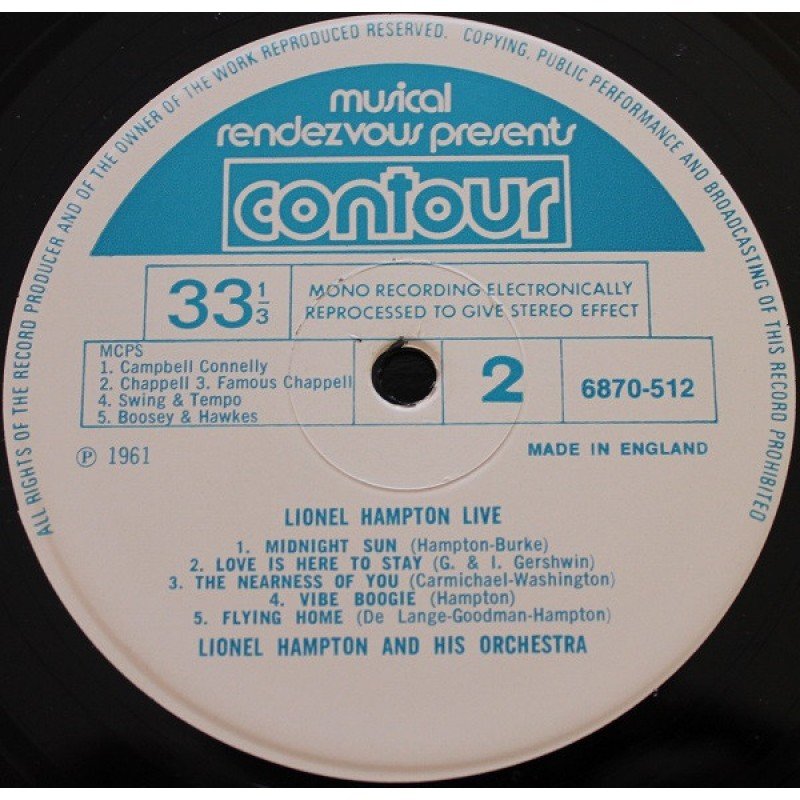 ALL RIGHTS OF THE RECORD PRODUCER AND OF THE OWNER OF THE WORK REPRODUCED RESERVED. COPYING, PUBLIC PERFORMANCE AND BROADCASTING OF THIS RECORD PROHIBITED
musical
rendezvous presents
contour
33 1/3
MONO RECORDING ELECTRONICALLY
REPROCESSED TO GIVE STEREO EFFECT
MCPS
1. Campbell Connelly
2. Chappell 3. Famous Chappell
4. Swing & Tempo
5. Boosey & Hawkes
2
6870-512
℗ 1961
MADE IN ENGLAND
LIONEL HAMPTON LIVE
1. MIDNIGHT SUN (Hampton-Burke)
2. LOVE IS HERE TO STAY (G. & I. Gershwin)
3. THE NEARNESS OF YOU (Carmichael-Washington)
4. VIBE BOOGIE (Hampton)
5. FLYING HOME (De Lange-Goodman-Hampton)
LIONEL HAMPTON AND HIS ORCHESTRA